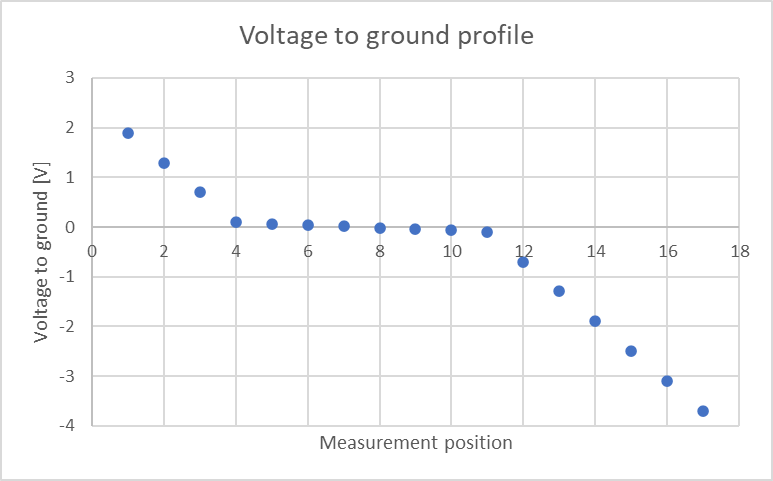 Voltage to ground profile
3
2
1
0
-1
-2
-3
-4
0 2 4 6 8 10 12 14 16 18
Voltage to ground [V]
Measurement position